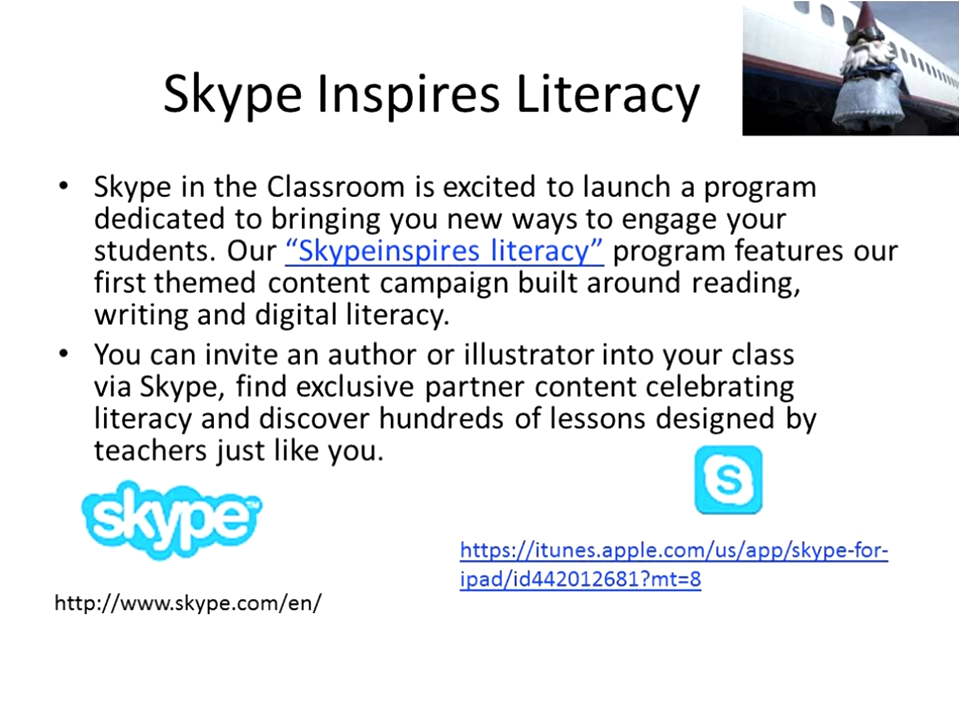 Skype Inspires Literacy
• Skype in the Classroom is excited to launch a program
dedicated to bringing you new ways to engage your
students. Our “Skypeinspires literacy” program features our
first themed content campaign built around reading,
writing and digital literacy.
• You can invite an author or illustrator into your class
via Skype, find exclusive partner content celebrating
literacy and discover hundreds of lessons designed by
teachers just like you.
S
skype™
https://itunes.apple.com/us/app/skype-for-
ipad/id442012681?mt=8
http://www.skype.com/en/